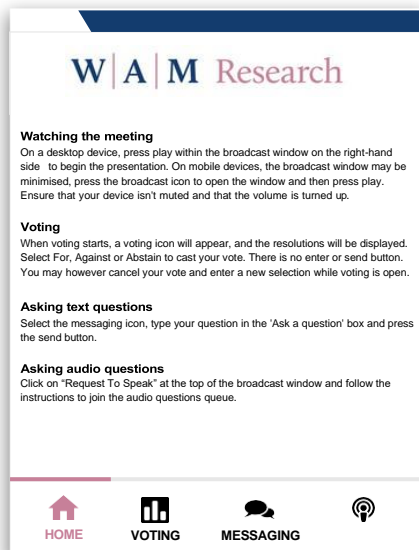 W|A|M Research
Watching the meeting
On a desktop device, press play within the broadcast window on the right-hand
side to begin the presentation. On mobile devices, the broadcast window may be
minimised, press the broadcast icon to open the window and then press play.
Ensure that your device isn't muted and that the volume is turned up.
Voting
When voting starts, a voting icon will appear, and the resolutions will be displayed.
Select For, Against or Abstain to cast your vote. There is no enter or send button.
You may however cancel your vote and enter a new selection while voting is open.
Asking text questions
Select the messaging icon, type your question in the 'Ask a question' box and press
the send button.
Asking audio questions
Click on “Request To Speak” at the top of the broadcast window and follow the
instructions to join the audio questions queue.
HOME VOTING MESSAGING